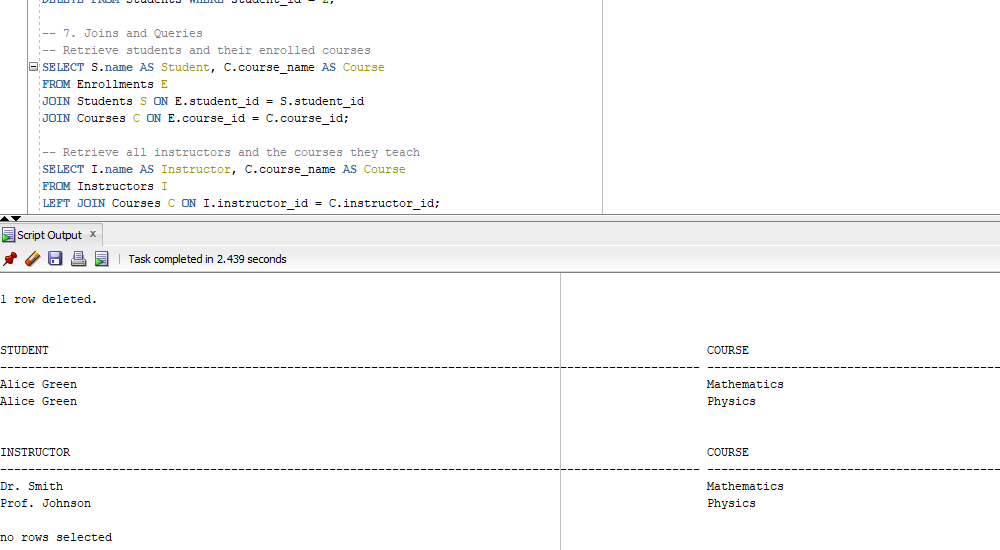 DELETE FROM Students WHERE student_id = 2;
-- 7. Joins and Queries
-- Retrieve students and their enrolled courses
SELECT S.name AS Student, C.course_name AS Course
FROM Enrollments E
JOIN Students S ON E.student_id = S.student_id
JOIN Courses C ON E.course_id = C.course_id;
-- Retrieve all instructors and the courses they teach
SELECT I.name AS Instructor, C.course_name AS Course
FROM Instructors I
LEFT JOIN Courses C ON I.instructor_id = C.instructor_id;
Script Output x
Task completed in 2.439 seconds
1 row deleted.
STUDENT COURSE
Alice Green Mathematics
Alice Green Physics
INSTRUCTOR COURSE
Dr. Smith Mathematics
Prof. Johnson Physics
no rows selected